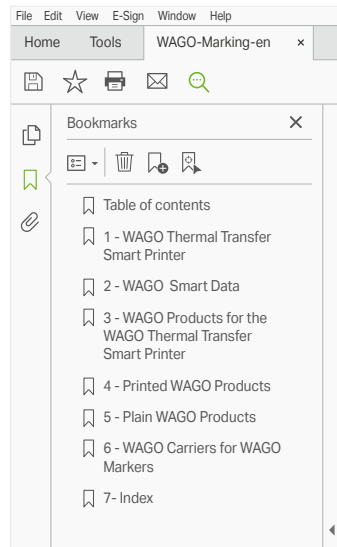 File Edit View E-Sign Window Help
Home Tools WAGO-Marking-en ×
Bookmarks
Table of contents
1 - WAGO Thermal Transfer
Smart Printer
2 - WAGO  Smart Data
3 - WAGO Products for the
WAGO Thermal Transfer
Smart Printer
4 - Printed WAGO Products
5 - Plain WAGO Products
6 - WAGO Carriers for WAGO
Markers
7- Index